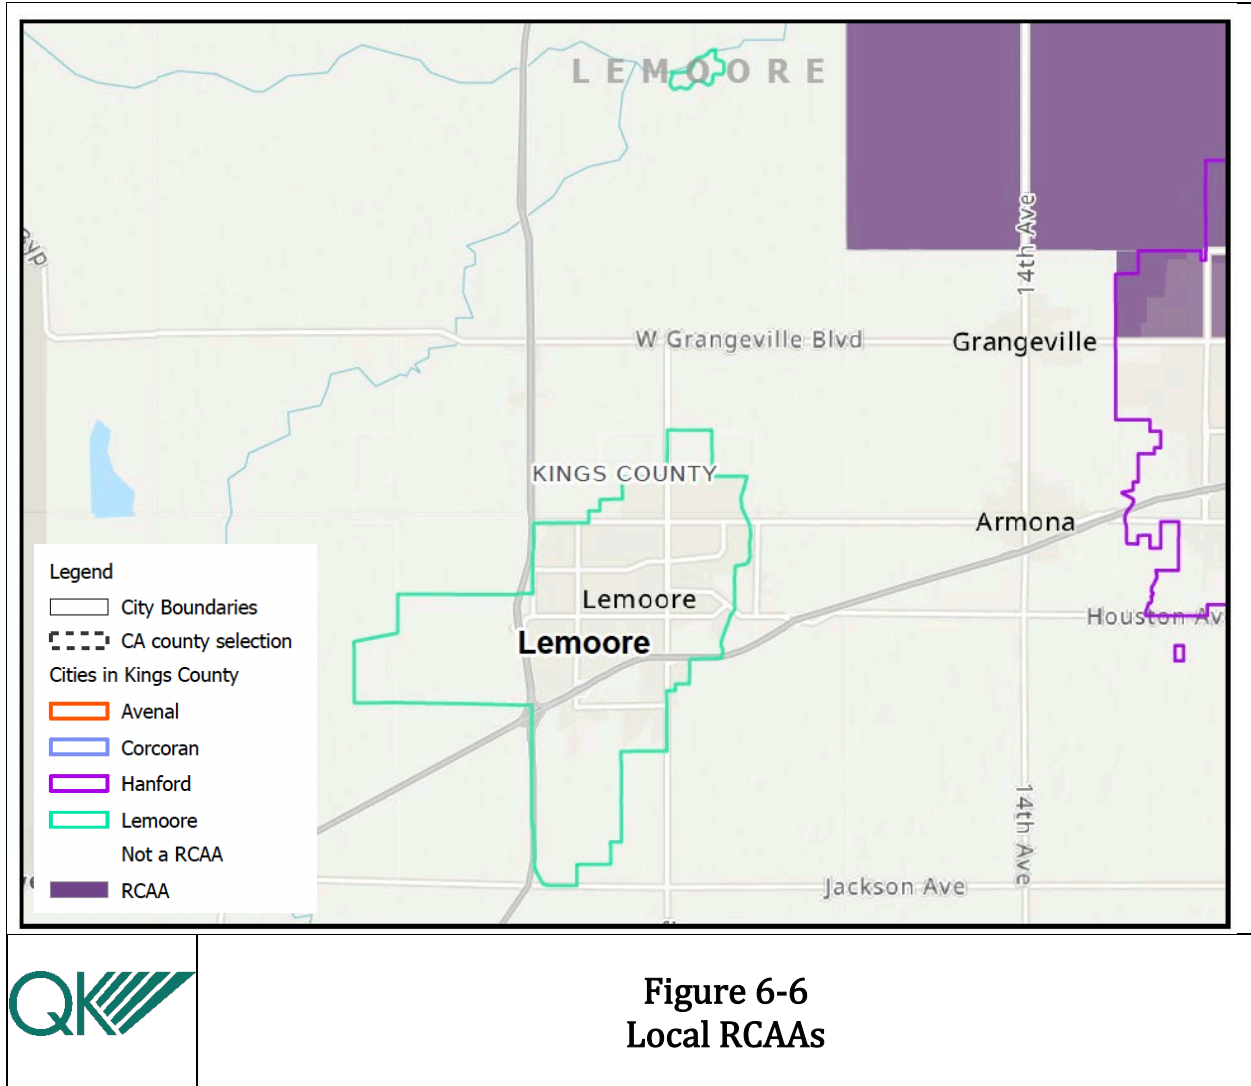 LEMOORE
Byp
14th Ave
W Grangeville Blvd
Grangeville
KINGS COUNTY
Armona
Lemoore
Lemoore
Houston Av
14th Ave
Jackson Ave
Legend
City Boundaries
CA county selection
Cities in Kings County
Avenal
Corcoran
Hanford
Lemoore
Not a RCAA
RCAA
QK
Figure 6-6
Local RCAAs